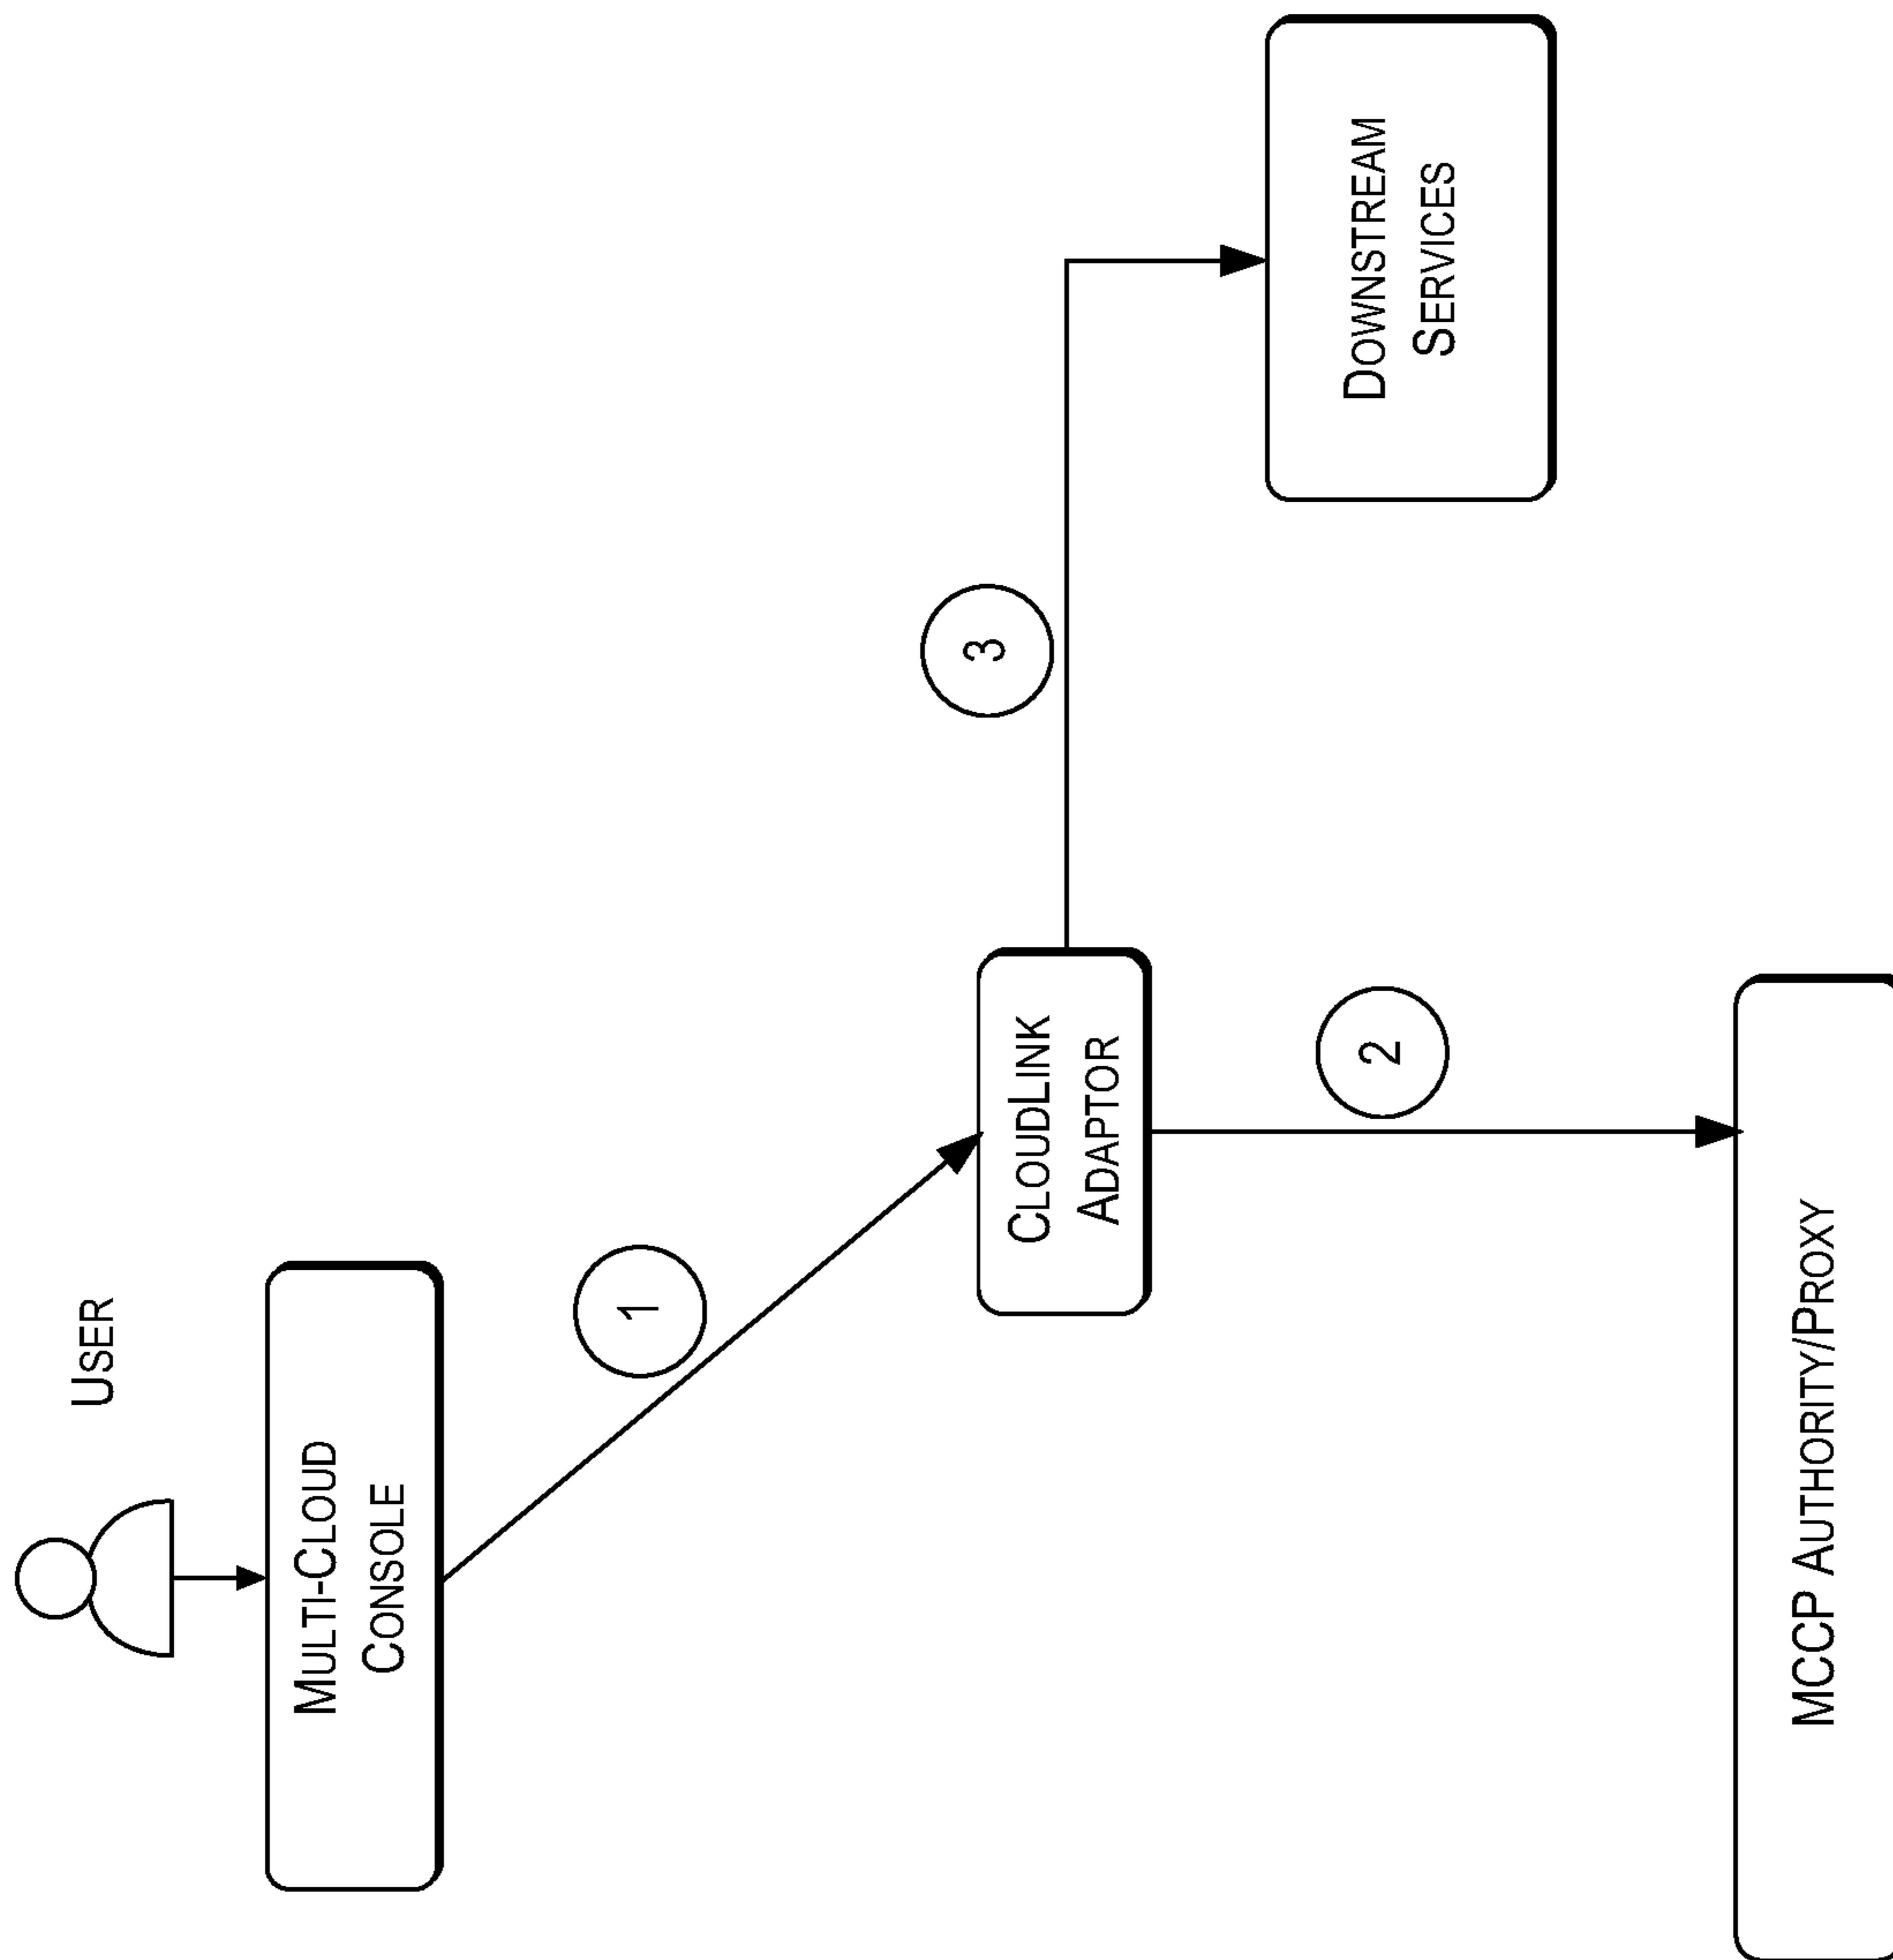 USER
MULTI-CLOUD
CONSOLE
1
CLOUDLINK
ADAPTOR
2
3
DOWNSTREAM
SERVICES
MCCP AUTHORITY/PROXY